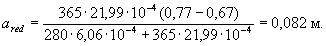 a_red = \frac{365·21,99·10^{-4}(0,77−0,67)}{280·6,06·10^{-4}+365·21,99·10^{-4}} = 0,082 м.